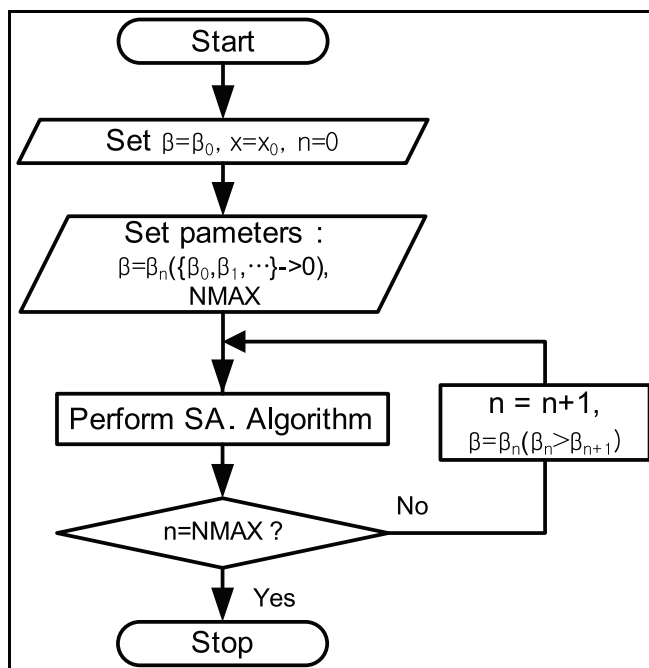 Start
Set β=β₀, x=x₀, n=0
Set pameters :
β=βₙ({β₀,β₁,⋯}->0),
NMAX
Perform SA. Algorithm
n = n+1,
β=βₙ(βₙ>βₙ₊₁)
n=NMAX ?
No
Yes
Stop